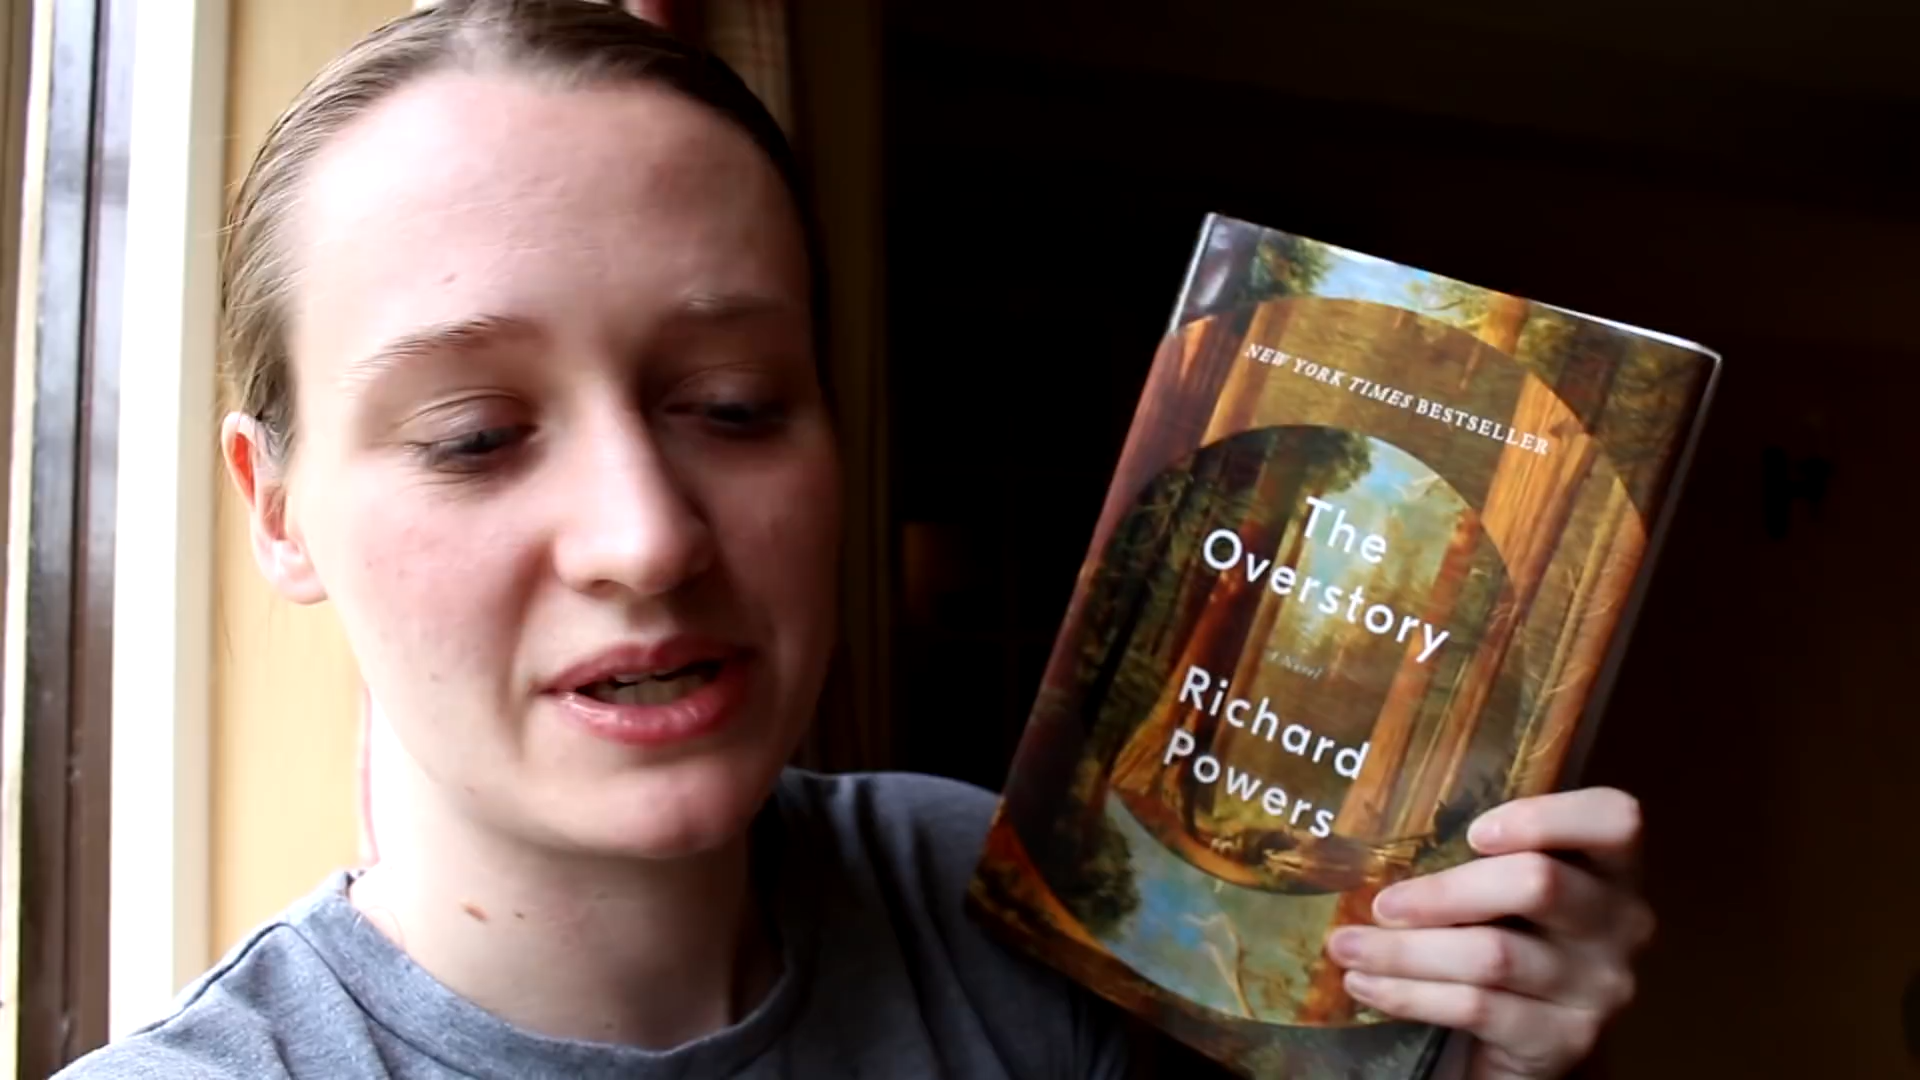 NEW YORK TIMES BESTSELLER
The
Overstory
A Novel
Richard
Powers